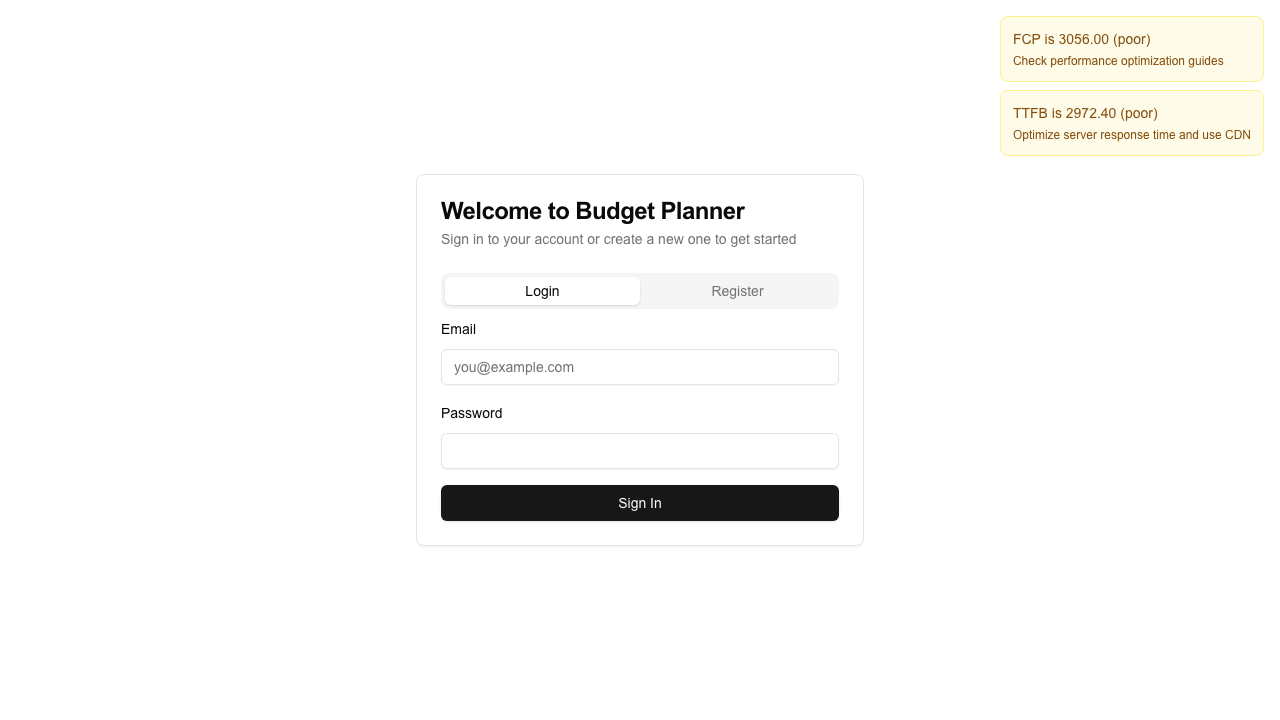 FCP is 3056.00 (poor)
Check performance optimization guides
TTFB is 2972.40 (poor)
Optimize server response time and use CDN
Welcome to Budget Planner
Sign in to your account or create a new one to get started
Login
Register
Email
you@example.com
Password
Sign In